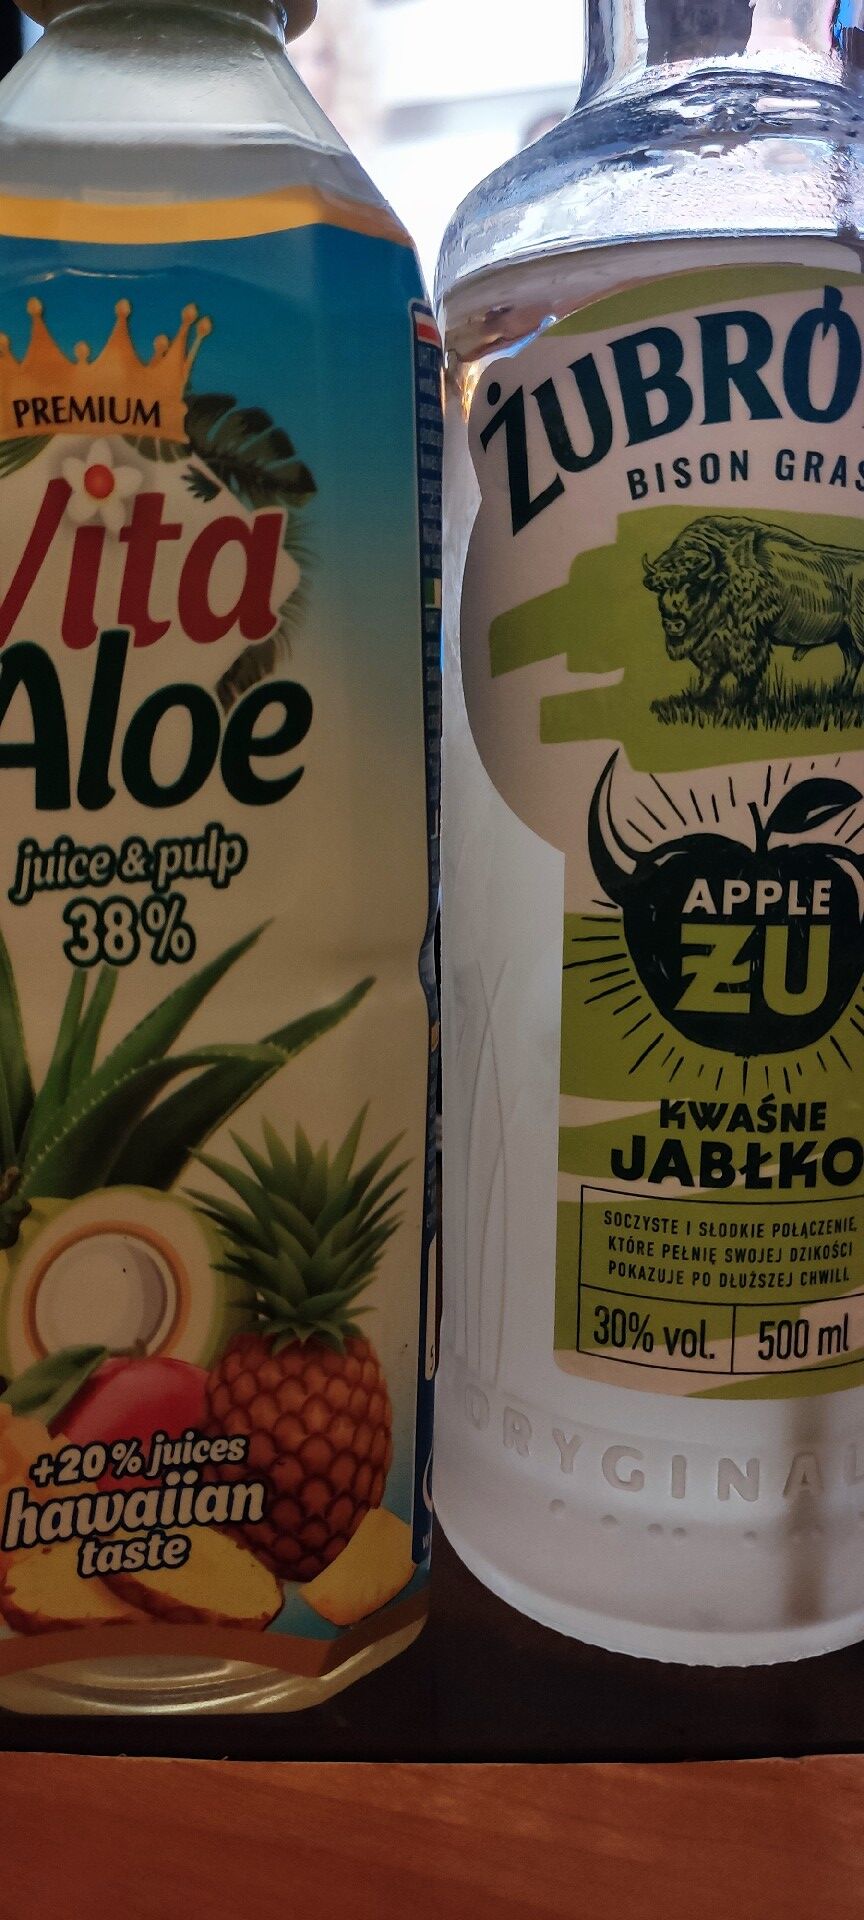 PREMIUM
Vita
Aloe
juice & pulp
38%
+20% juices
hawaiian
taste
ŻUBRÓ
BISON GRAS
APPLE
ŻU
KWAŚNE
JABŁKO
SOCZYSTE I SŁODKIE POŁĄCZENIE,
KTÓRE PEŁNIĘ SWOJEJ DZIKOŚCI
POKAZUJE PO DŁUŻSZEJ CHWILI
30% vol. 500 ml
ORYGINAL